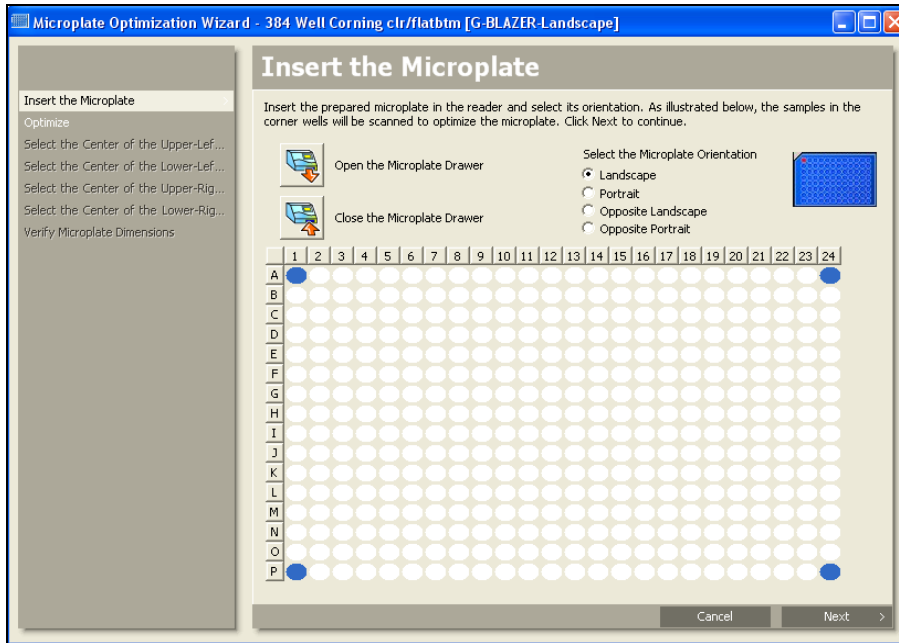 Microplate Optimization Wizard - 384 Well Corning clr/flatbtm [G-BLAZER-Landscape]
Insert the Microplate
Optimize
Select the Center of the Upper-Lef...
Select the Center of the Lower-Lef...
Select the Center of the Upper-Rig...
Select the Center of the Lower-Rig...
Verify Microplate Dimensions
Insert the Microplate
Insert the prepared microplate in the reader and select its orientation. As illustrated below, the samples in the
corner wells will be scanned to optimize the microplate. Click Next to continue.
Open the Microplate Drawer
Close the Microplate Drawer
Select the Microplate Orientation
Landscape
Portrait
Opposite Landscape
Opposite Portrait
1 2 3 4 5 6 7 8 9 10 11 12 13 14 15 16 17 18 19 20 21 22 23 24
A
B
C
D
E
F
G
H
I
J
K
L
M
N
O
P
Cancel
Next >